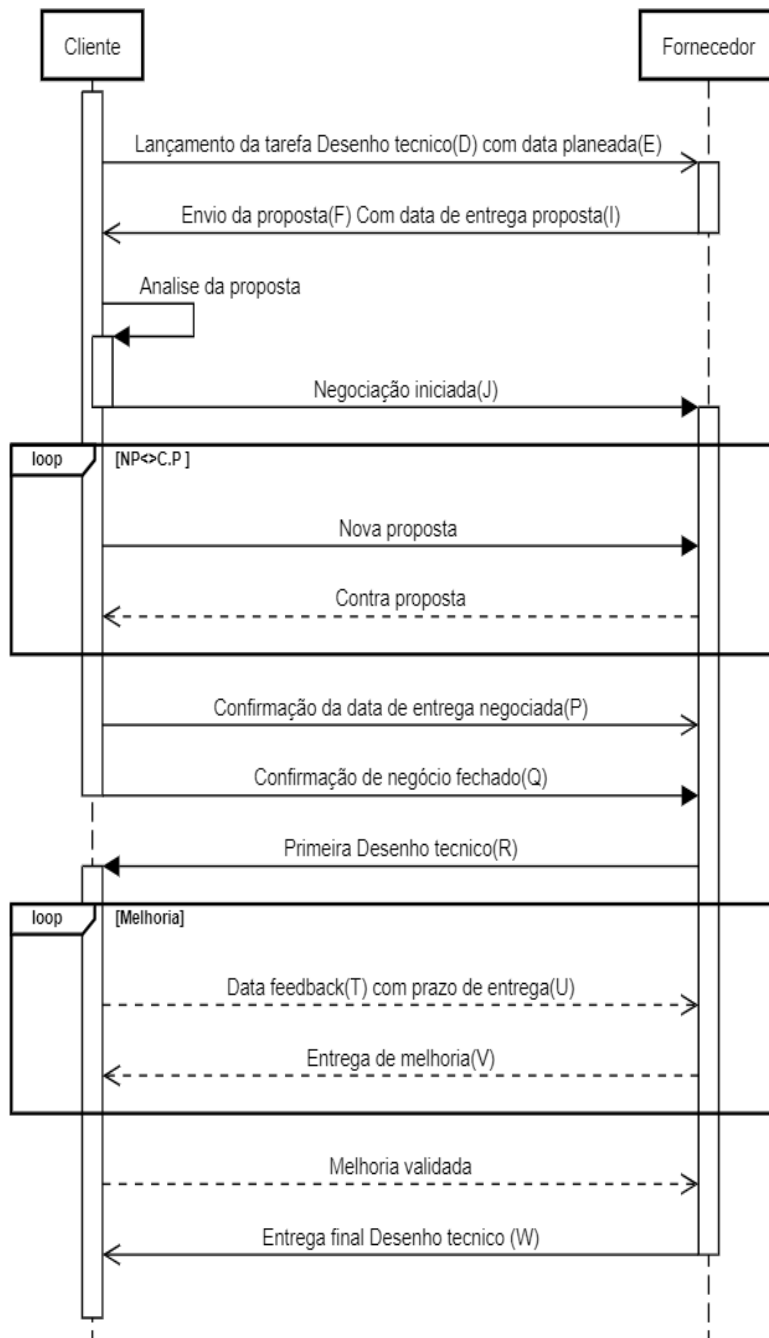 Cliente
Fornecedor
Lançamento da tarefa Desenho tecnico(D) com data planeada(E)
Envio da proposta(F) Com data de entrega proposta(I)
Analise da proposta
Negociação iniciada(J)
loop
[NP<>C.P ]
Nova proposta
Contra proposta
Confirmação da data de entrega negociada(P)
Confirmação de negócio fechado(Q)
Primeira Desenho tecnico(R)
loop
[Melhoria]
Data feedback(T) com prazo de entrega(U)
Entrega de melhoria(V)
Melhoria validada
Entrega final Desenho tecnico (W)